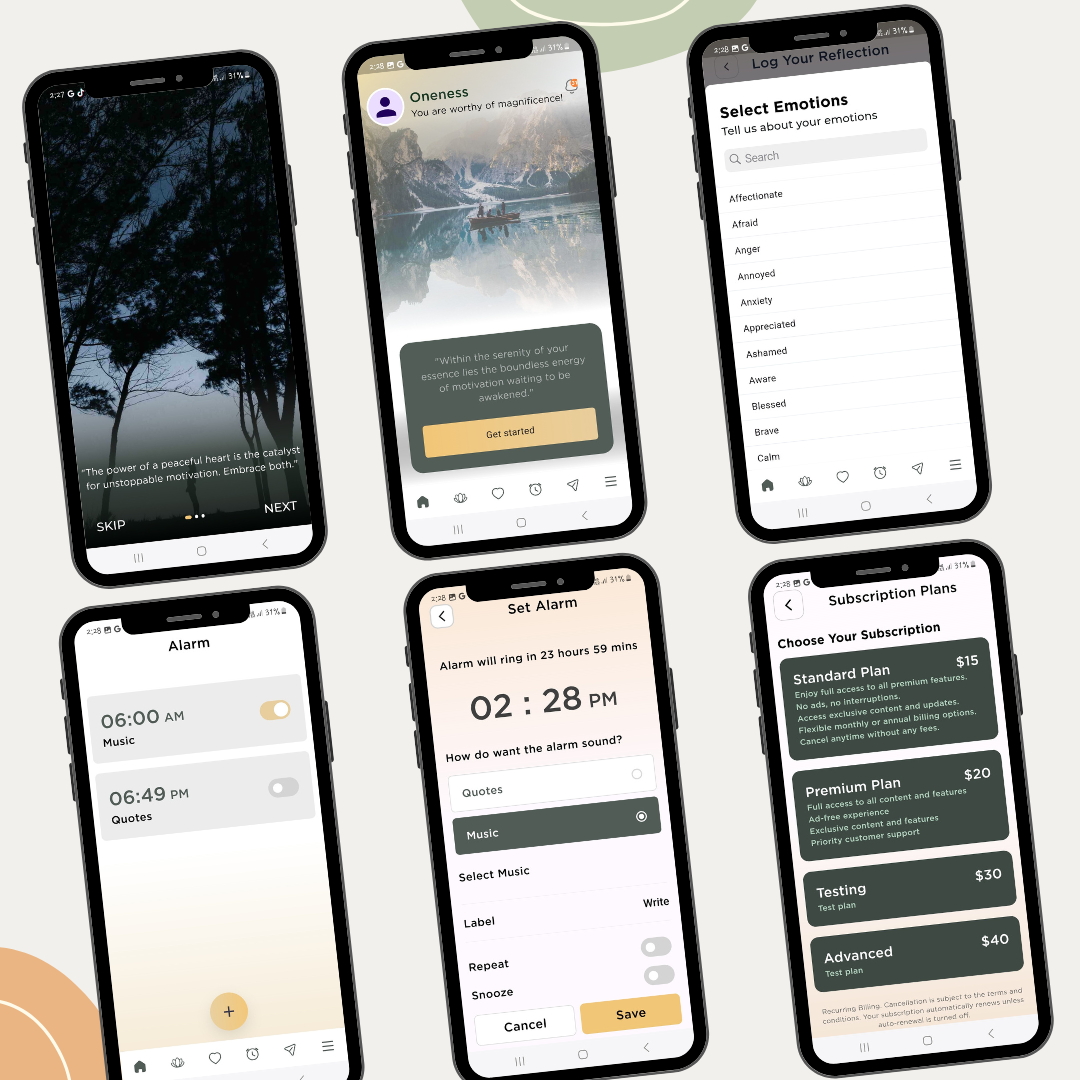 2:27
31%
"The power of a peaceful heart is the catalyst
for unstoppable motivation. Embrace both."
SKIP
NEXT
2:28
31%
Oneness
You are worthy of magnificence!
"Within the serenity of your
essence lies the boundless energy
of motivation waiting to be
awakened."
Get started
2:28
31%
Log Your Reflection
Select Emotions
Tell us about your emotions
Search
Affectionate
Afraid
Anger
Annoyed
Anxiety
Appreciated
Ashamed
Aware
Blessed
Brave
Calm
2:28
31%
Alarm
06:00 AM
Music
06:49 PM
Quotes
+
2:28
31%
Set Alarm
Alarm will ring in 23 hours 59 mins
02 : 28 PM
How do want the alarm sound?
Quotes
Music
Select Music
Label
Write
Repeat
Snooze
Cancel
Save
2:28
31%
Subscription Plans
Choose Your Subscription
Standard Plan
$15
Enjoy full access to all premium features.
No ads, no interruptions.
Access exclusive content and updates.
Flexible monthly or annual billing options.
Cancel anytime without any fees.
Premium Plan
$20
Full access to all content and features
Ad-free experience
Exclusive content and features
Priority customer support
Testing
$30
Test plan
Advanced
$40
Test plan
Recurring Billing. Cancellation is subject to the terms and
conditions. Your subscription automatically renews unless
auto-renewal is turned off.